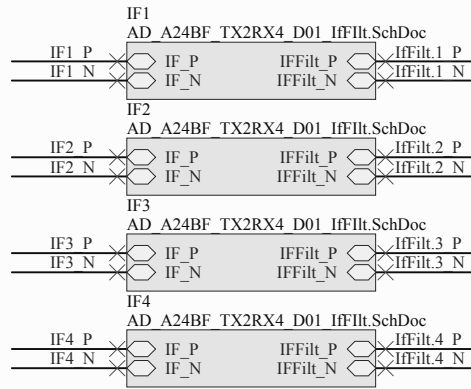 IF1
AD_A24BF_TX2RX4_D01_IfFIlt.SchDoc
IF1_P IF_P IFFilt_P IfFilt.1_P
IF1_N IF_N IFFilt_N IfFilt.1_N
IF2
AD_A24BF_TX2RX4_D01_IfFIlt.SchDoc
IF2_P IF_P IFFilt_P IfFilt.2_P
IF2_N IF_N IFFilt_N IfFilt.2_N
IF3
AD_A24BF_TX2RX4_D01_IfFIlt.SchDoc
IF3_P IF_P IFFilt_P IfFilt.3_P
IF3_N IF_N IFFilt_N IfFilt.3_N
IF4
AD_A24BF_TX2RX4_D01_IfFIlt.SchDoc
IF4_P IF_P IFFilt_P IfFilt.4_P
IF4_N IF_N IFFilt_N IfFilt.4_N